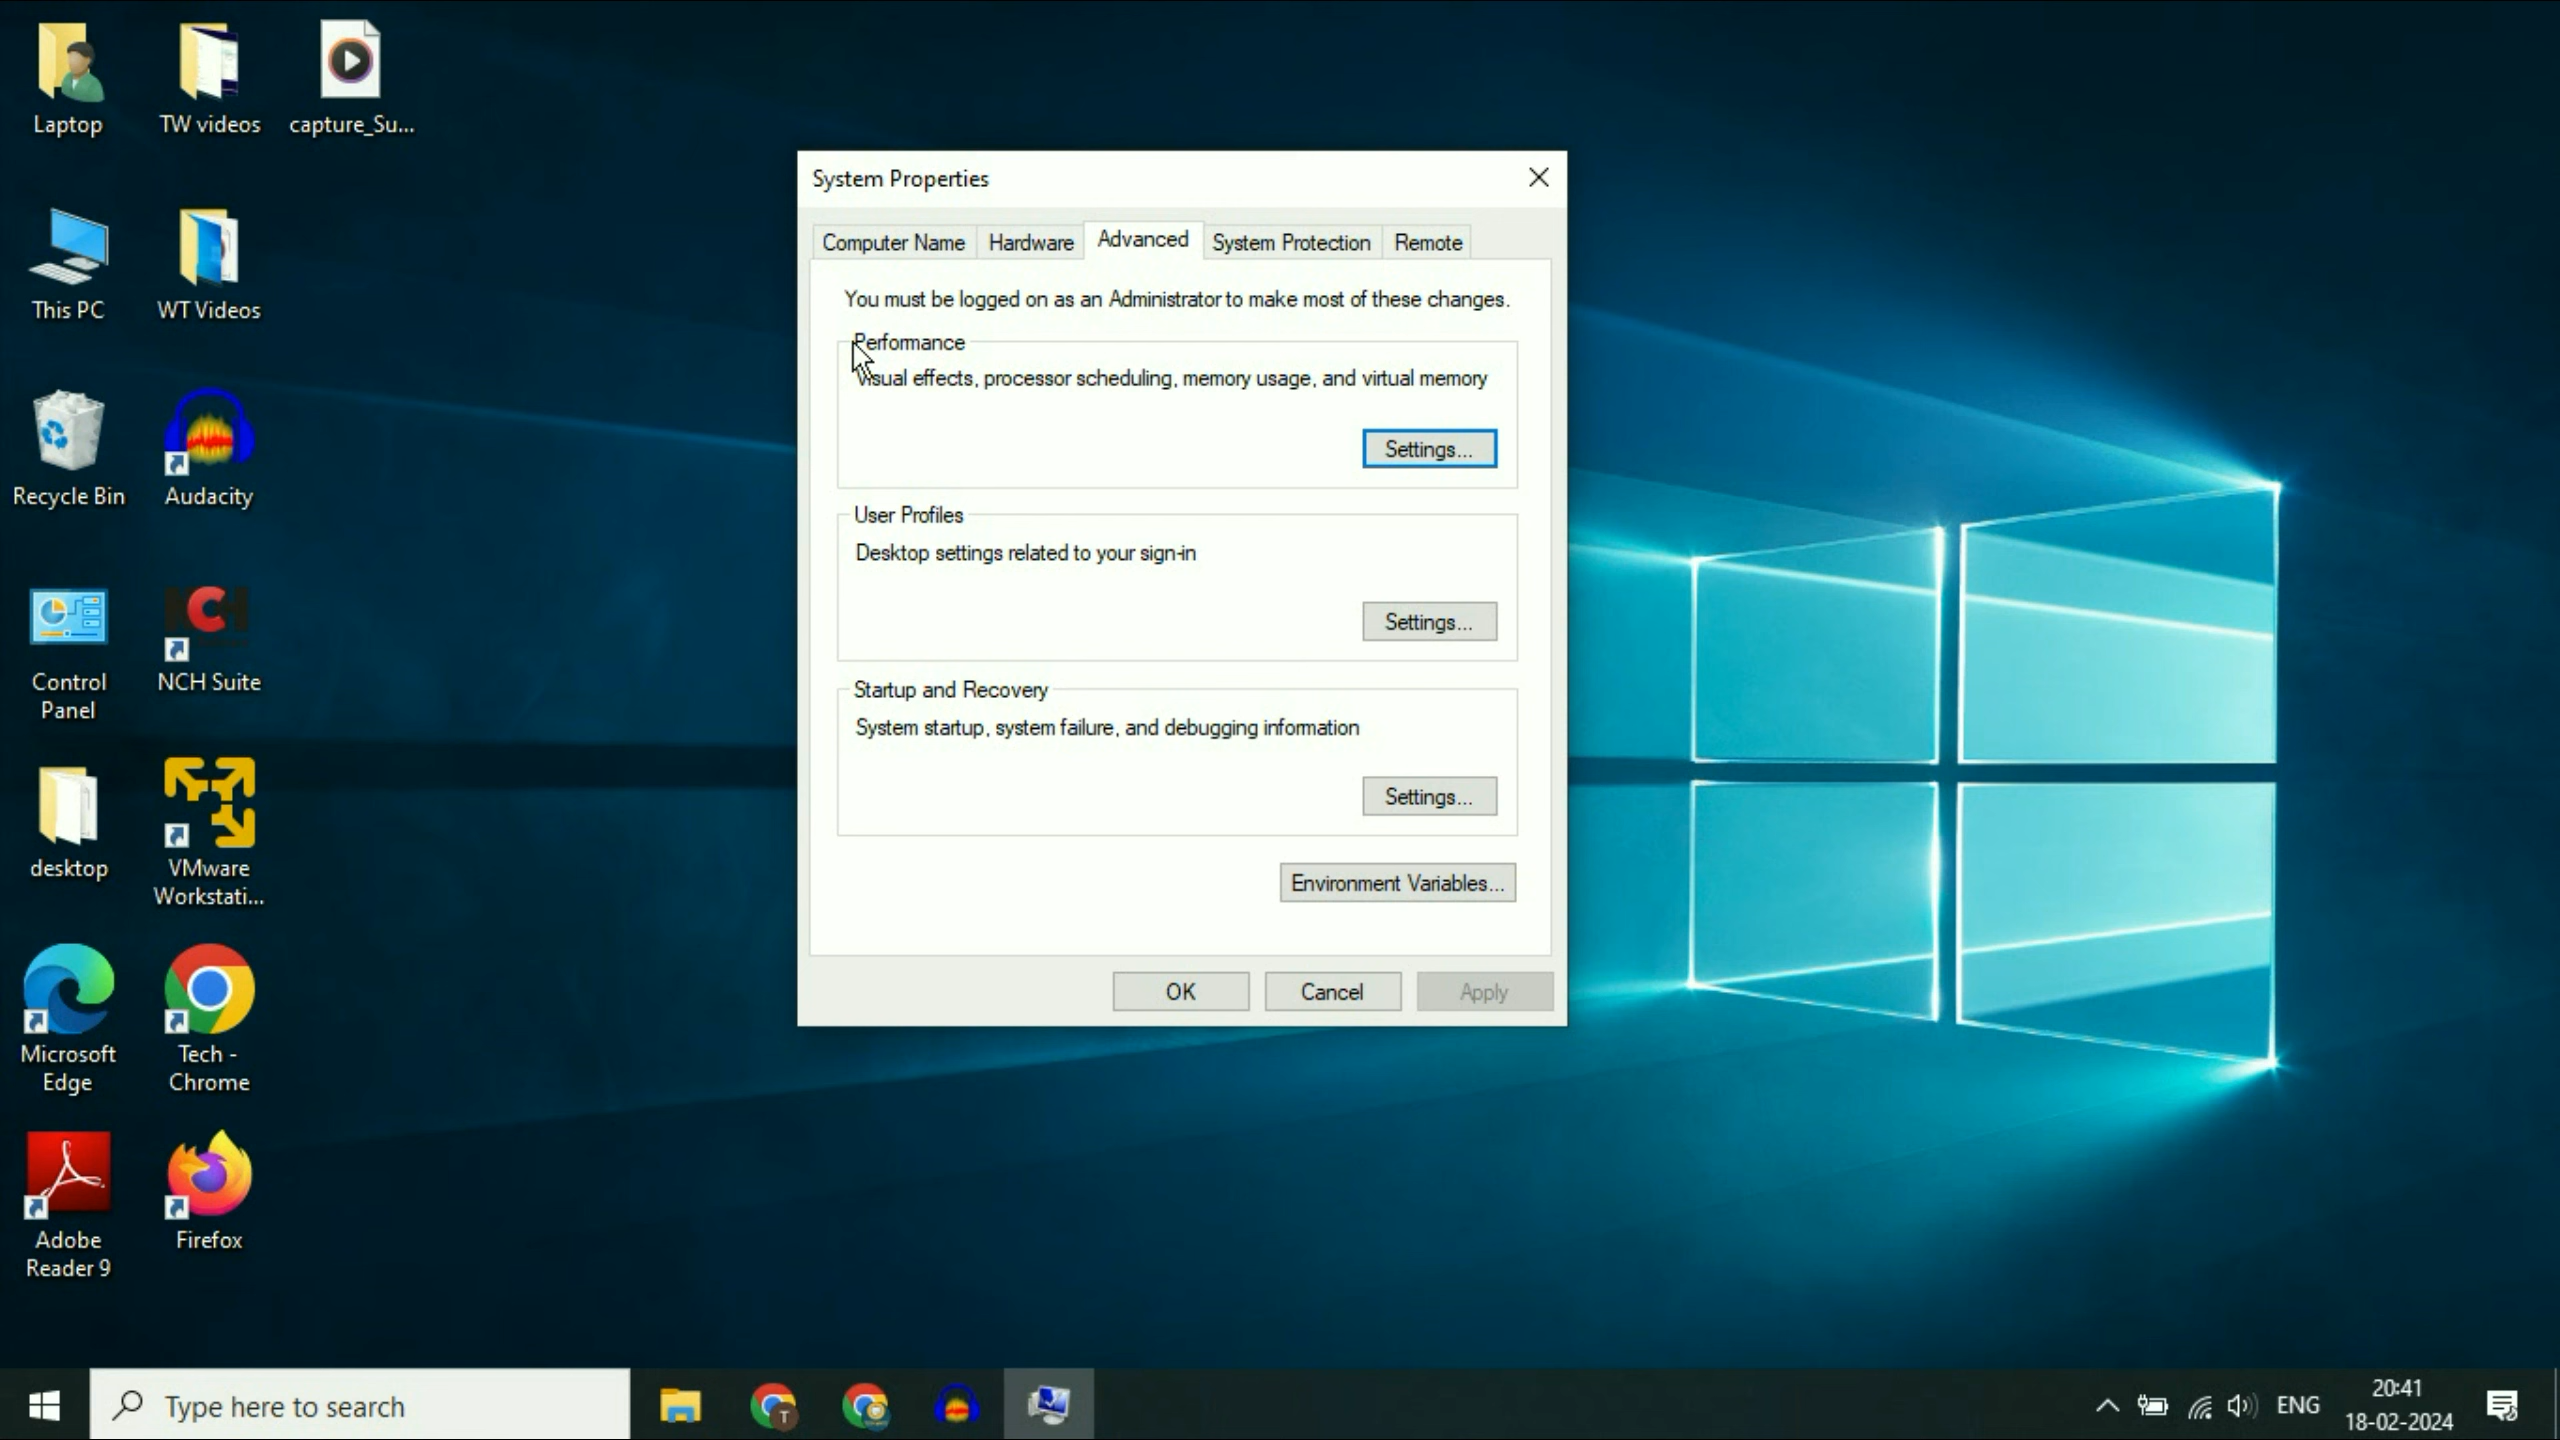 Laptop
TW videos
capture_Su...
This PC
WT Videos
Recycle Bin
Audacity
Control
Panel
NCH
NCH Suite
desktop
VMware
Workstati...
Microsoft
Edge
Tech -
Chrome
Adobe
Reader 9
Firefox
System Properties
Computer Name
Hardware
Advanced
System Protection
Remote
You must be logged on as an Administrator to make most of these changes.
Performance
Visual effects, processor scheduling, memory usage, and virtual memory
Settings...
User Profiles
Desktop settings related to your sign-in
Settings...
Startup and Recovery
System startup, system failure, and debugging information
Settings...
Environment Variables...
OK
Cancel
Apply
Type here to search
T
ENG
20:41
18-02-2024